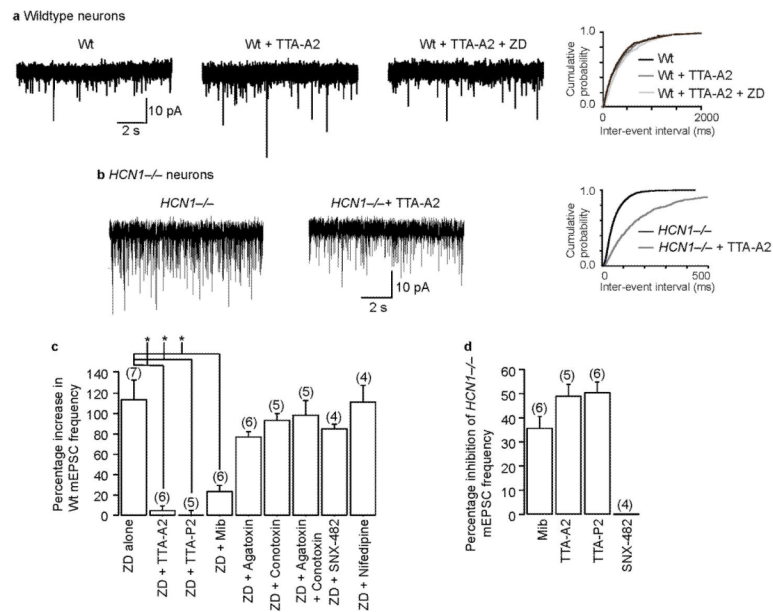 a Wildtype neurons
Wt
Wt + TTA-A2
Wt + TTA-A2 + ZD
10 pA
2 s
Cumulative
probability
1.0
0.0
0
2000
Inter-event interval (ms)
Wt
Wt + TTA-A2
Wt + TTA-A2 + ZD
b HCN1–/– neurons
HCN1–/–
HCN1–/–+ TTA-A2
10 pA
2 s
Cumulative
probability
1.0
0.0
0
500
Inter-event interval (ms)
HCN1–/–
HCN1–/– + TTA-A2
c
Percentage increase in
Wt mEPSC frequency
140
120
100
80
60
40
20
0
* * *
(7)
(6)
(5)
(6)
(6)
(5)
(5)
(4)
(4)
ZD alone
ZD + TTA-A2
ZD + TTA-P2
ZD + Mib
ZD + Agatoxin
ZD + Conotoxin
ZD + Agatoxin
+ Conotoxin
ZD + SNX-482
ZD + Nifedipine
d
Percentage inhibition of HCN1–/–
mEPSC frequency
60
50
40
30
20
10
0
(6)
(5)
(6)
(4)
Mib
TTA-A2
TTA-P2
SNX-482